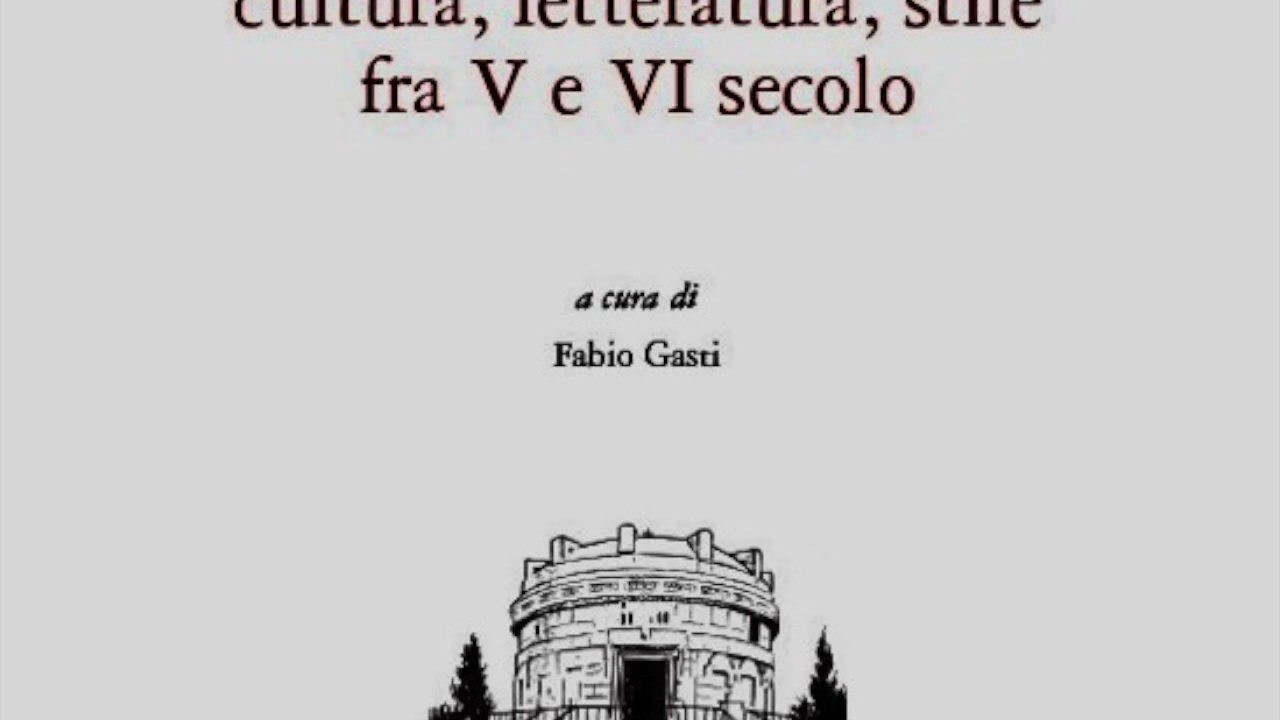 cultura, letteratura, stile
fra V e VI secolo
a cura di
Fabio Gasti